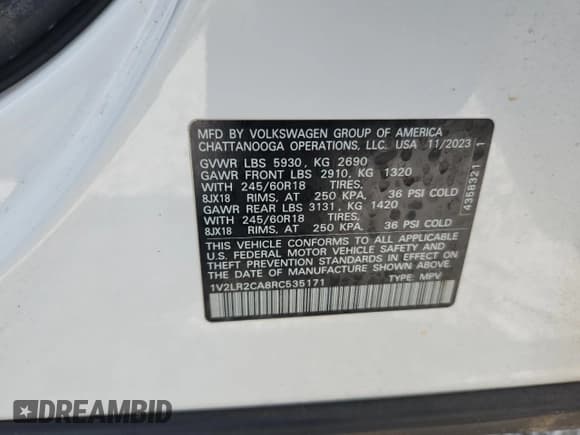 MFD BY VOLKSWAGEN GROUP OF AMERICA
CHATTANOOGA OPERATIONS, LLC. USA 11/2023
GVWR LBS 5930, KG 2690
GAWR FRONT LBS 2910, KG 1320
WITH 245/60R18 TIRES,
8JX18 RIMS, AT 250 KPA, 36 PSI COLD
GAWR REAR LBS 3131, KG 1420
WITH 245/60R18 TIRES,
8JX18 RIMS, AT 250 KPA, 36 PSI COLD
THIS VEHICLE CONFORMS TO ALL APPLICABLE
U.S. FEDERAL MOTOR VEHICLE SAFETY AND
THEFT PREVENTION STANDARDS IN EFFECT ON
THE DATE OF MANUFACTURE SHOWN ABOVE.
1V2LR2CA8RC535171 TYPE: MPV
4358321 1
DREAMBID